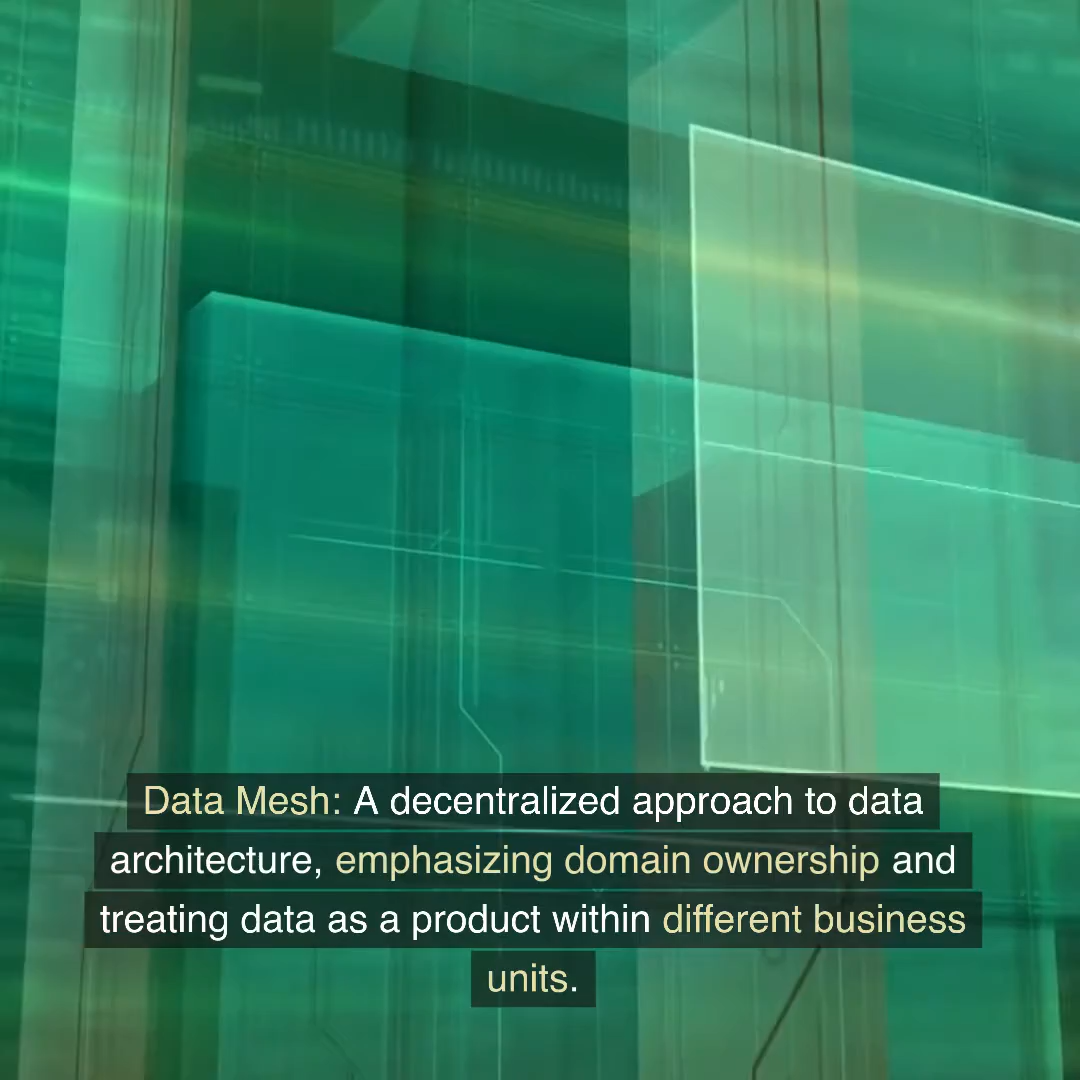 Data Mesh: A decentralized approach to data
architecture, emphasizing domain ownership and
treating data as a product within different business
units.